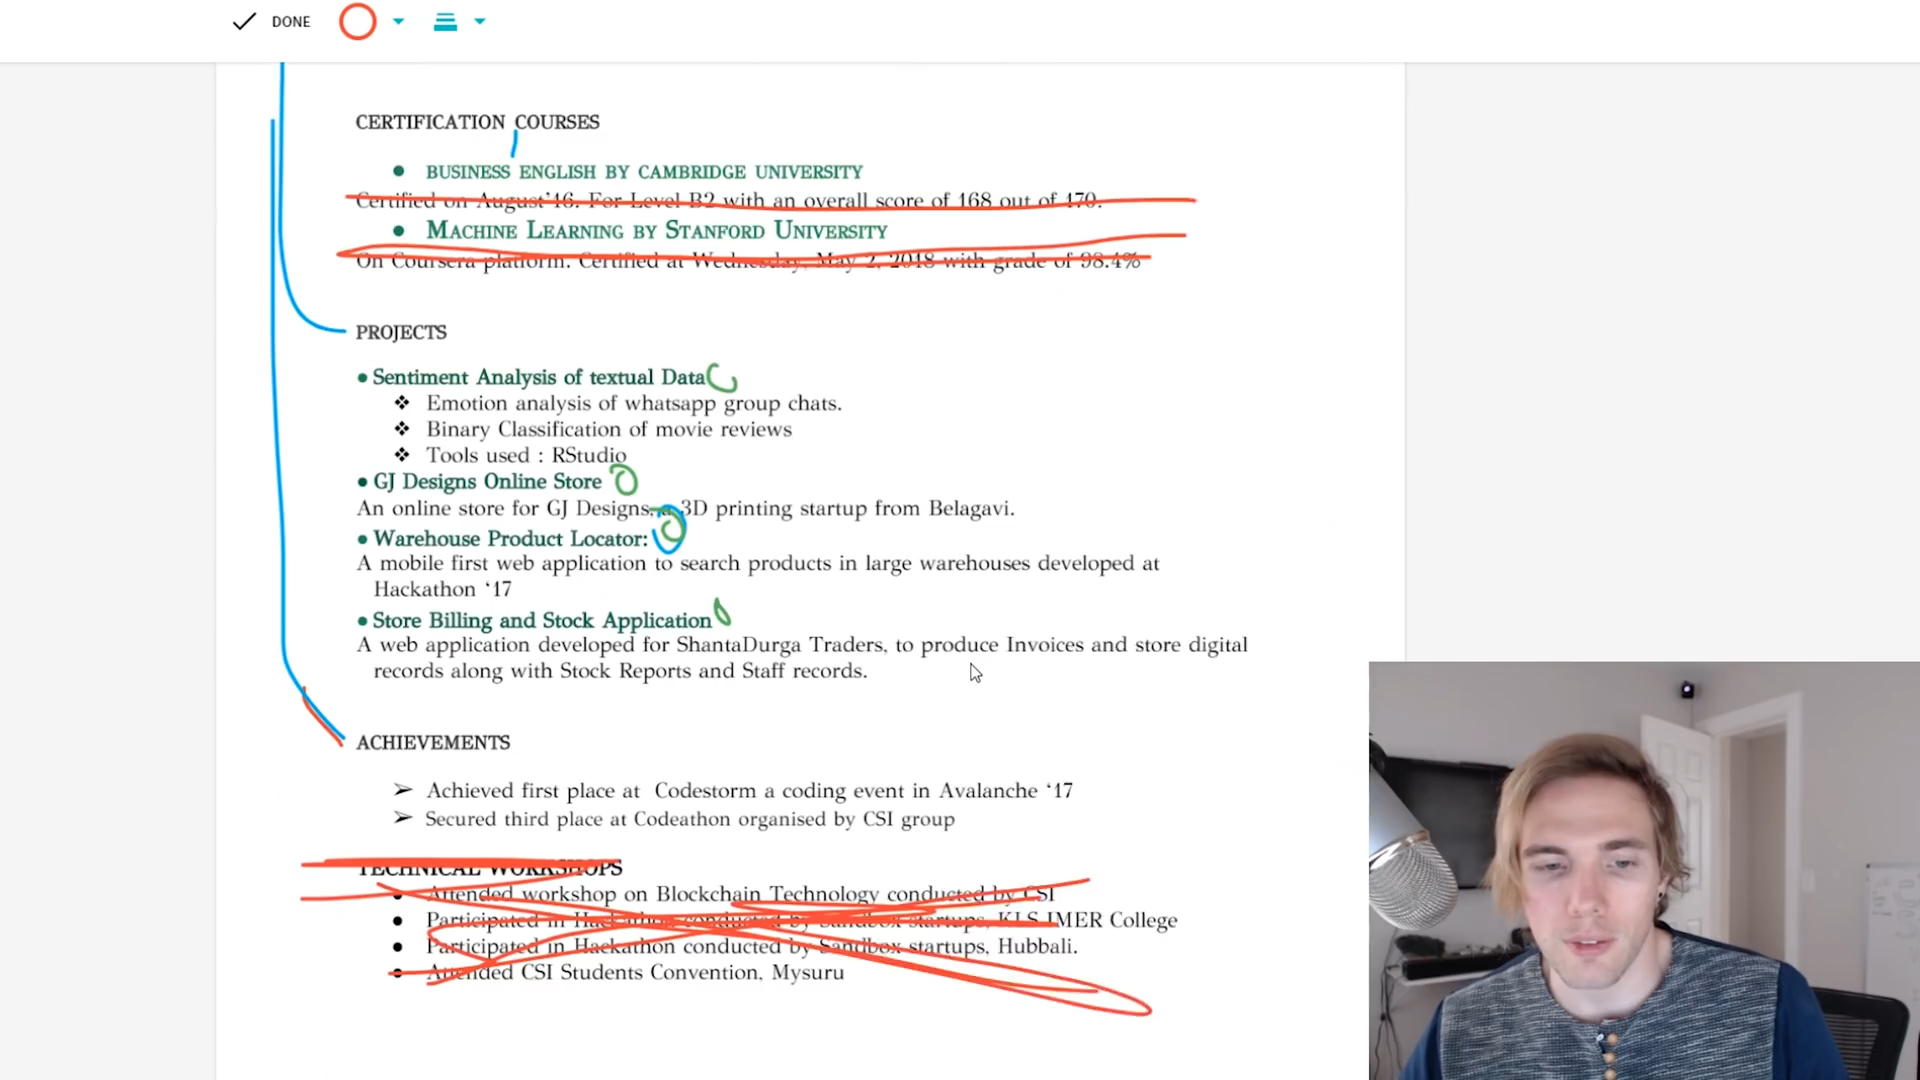 DONE
CERTIFICATION COURSES
BUSINESS ENGLISH BY CAMBRIDGE UNIVERSITY
Certified on August'16. For Level B2 with an overall score of 168 out of 170.
MACHINE LEARNING BY STANFORD UNIVERSITY
On Coursera platform. Certified at Wednesday, May 2, 2018 with grade of 98.4%
PROJECTS
Sentiment Analysis of textual Data
Emotion analysis of whatsapp group chats.
Binary Classification of movie reviews
Tools used : RStudio
GJ Designs Online Store
An online store for GJ Designs, a 3D printing startup from Belagavi.
Warehouse Product Locator:
A mobile first web application to search products in large warehouses developed at
Hackathon ‘17
Store Billing and Stock Application
A web application developed for ShantaDurga Traders, to produce Invoices and store digital
records along with Stock Reports and Staff records.
ACHIEVEMENTS
Achieved first place at Codestorm a coding event in Avalanche ‘17
Secured third place at Codeathon organised by CSI group
TECHNICAL WORKSHOPS
Attended workshop on Blockchain Technology conducted by CSI
Participated in Hackathon conducted by Sandbox startups, KLS IMER College
Participated in Hackathon conducted by Sandbox startups, Hubbali.
Attended CSI Students Convention, Mysuru